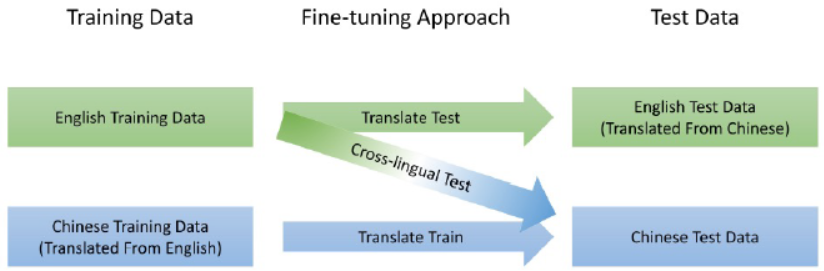 Training Data
Fine-tuning Approach
Test Data
English Training Data
Translate Test
English Test Data
(Translated From Chinese)
Cross-lingual Test
Chinese Training Data
(Translated From English)
Translate Train
Chinese Test Data